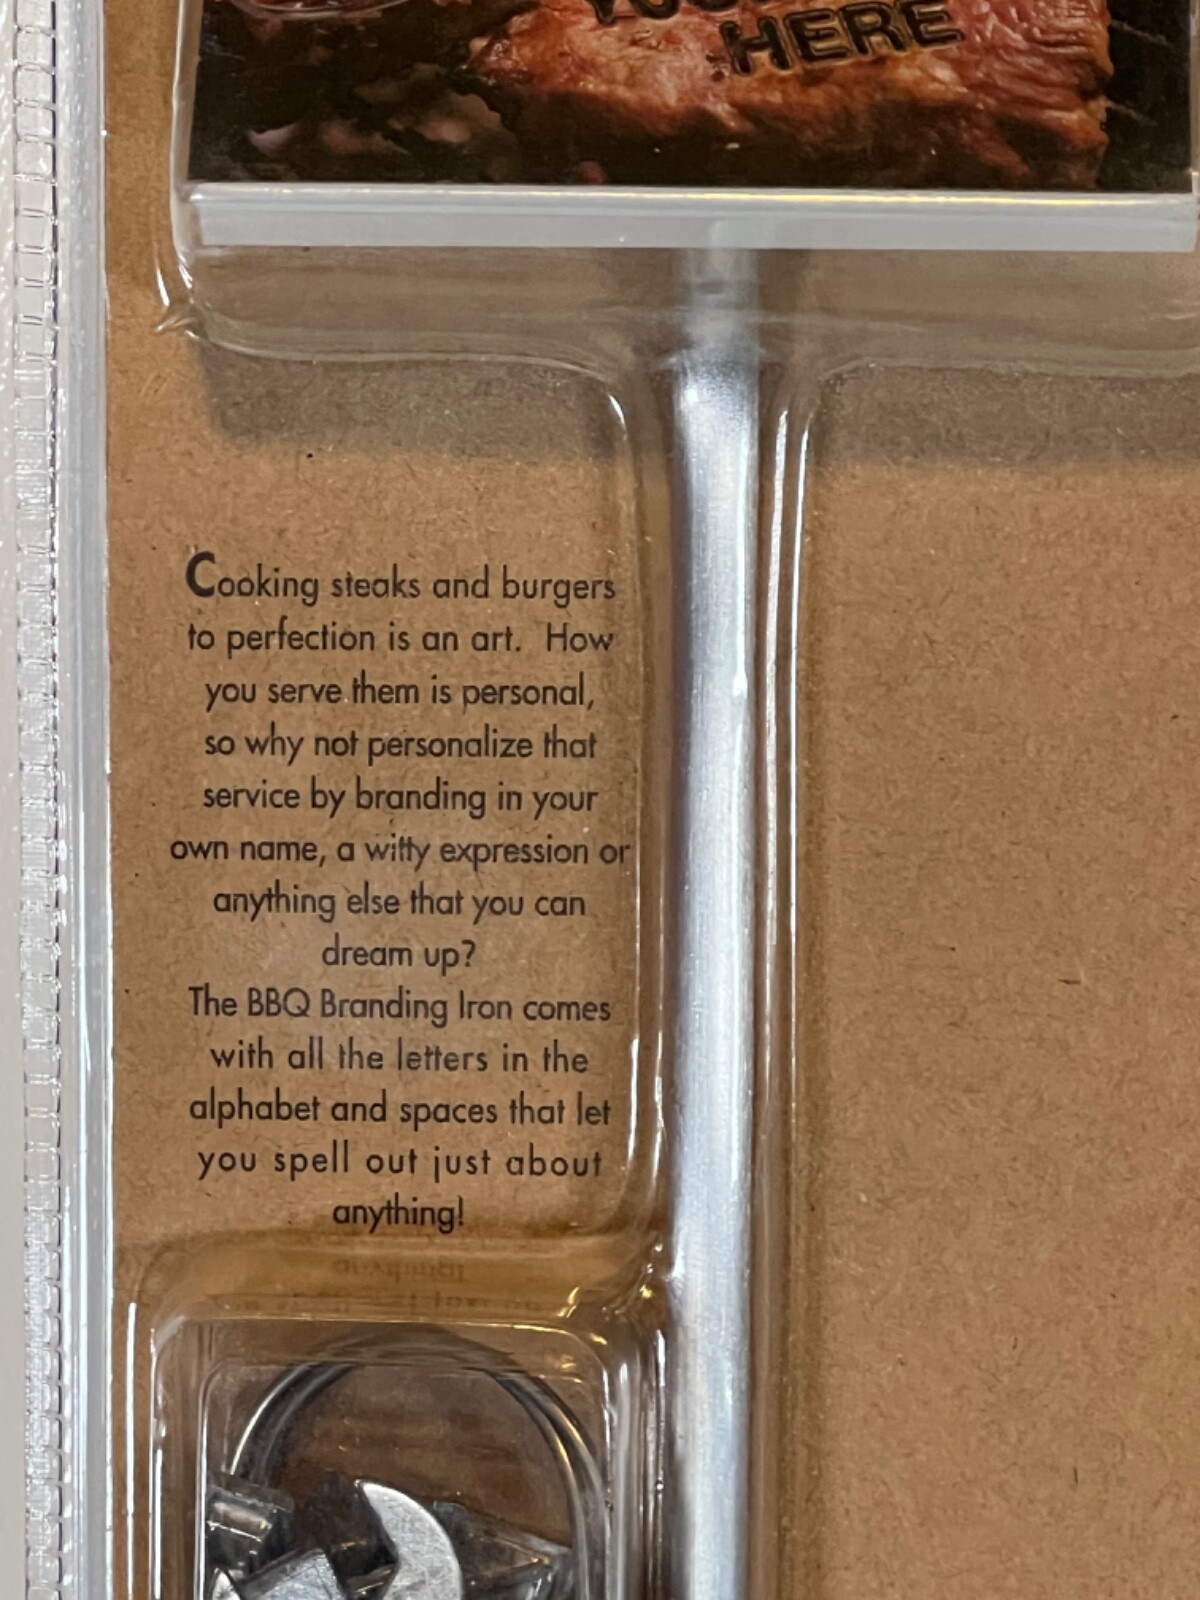 HERE
Cooking steaks and burgers
to perfection is an art. How
you serve them is personal,
so why not personalize that
service by branding in your
own name, a witty expression or
anything else that you can
dream up?
The BBQ Branding Iron comes
with all the letters in the
alphabet and spaces that let
you spell out just about
anything!